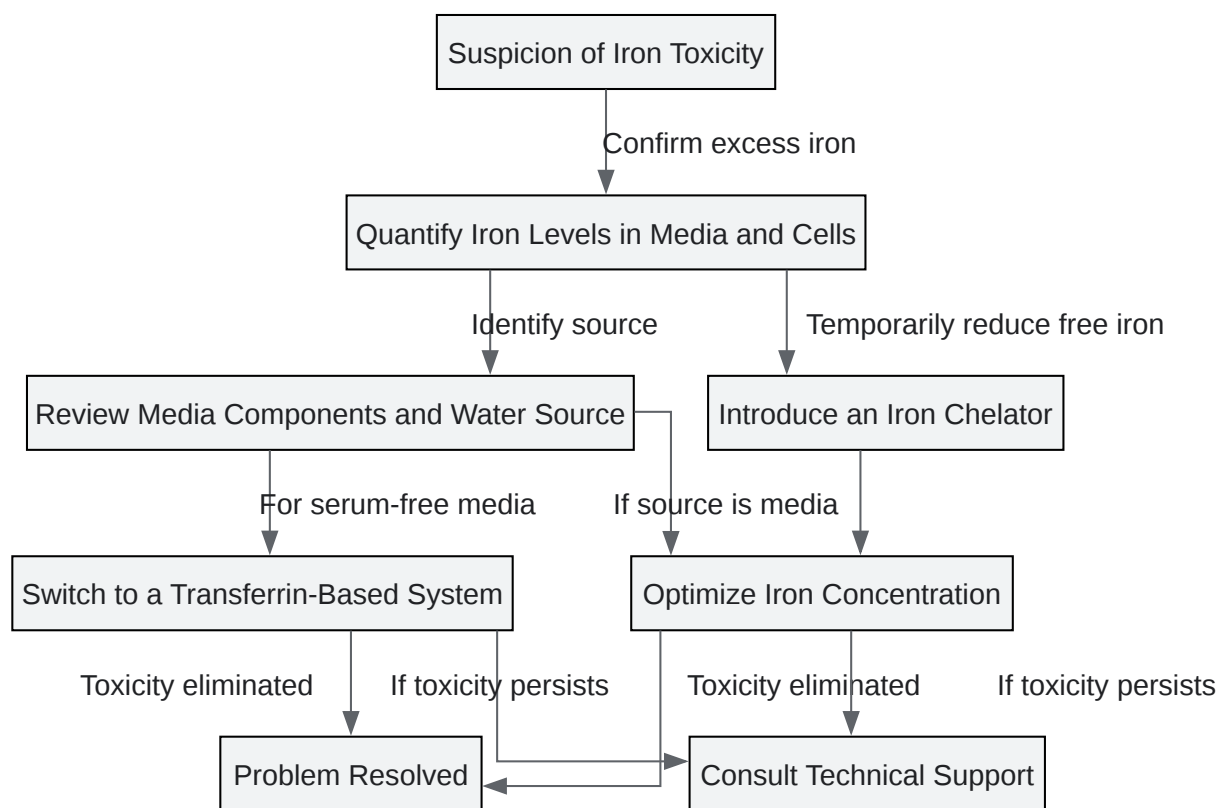 Suspicion of Iron Toxicity
Confirm excess iron
Quantify Iron Levels in Media and Cells
Identify source
Temporarily reduce free iron
Review Media Components and Water Source
Introduce an Iron Chelator
For serum-free media
If source is media
Switch to a Transferrin-Based System
Optimize Iron Concentration
Toxicity eliminated
If toxicity persists
Toxicity eliminated
If toxicity persists
Problem Resolved
Consult Technical Support